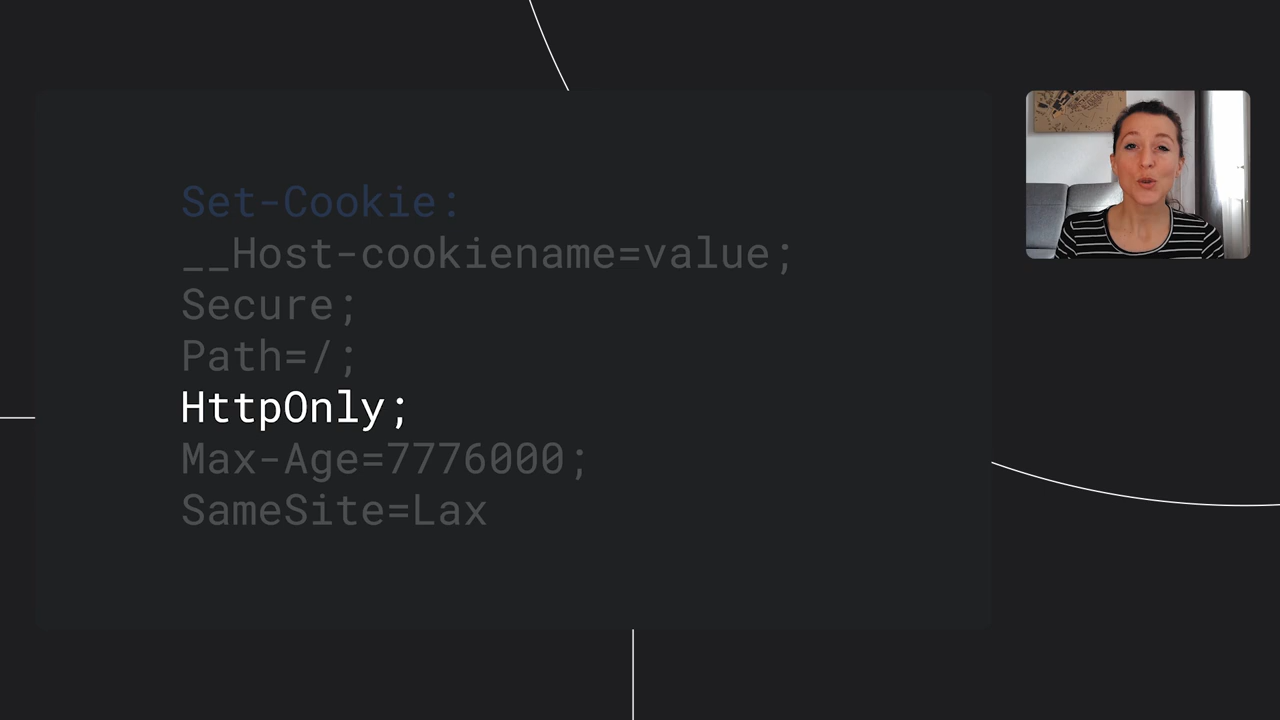 Set-Cookie:
__Host-cookiename=value;
Secure;
Path=/;
HttpOnly;
Max-Age=7776000;
SameSite=Lax